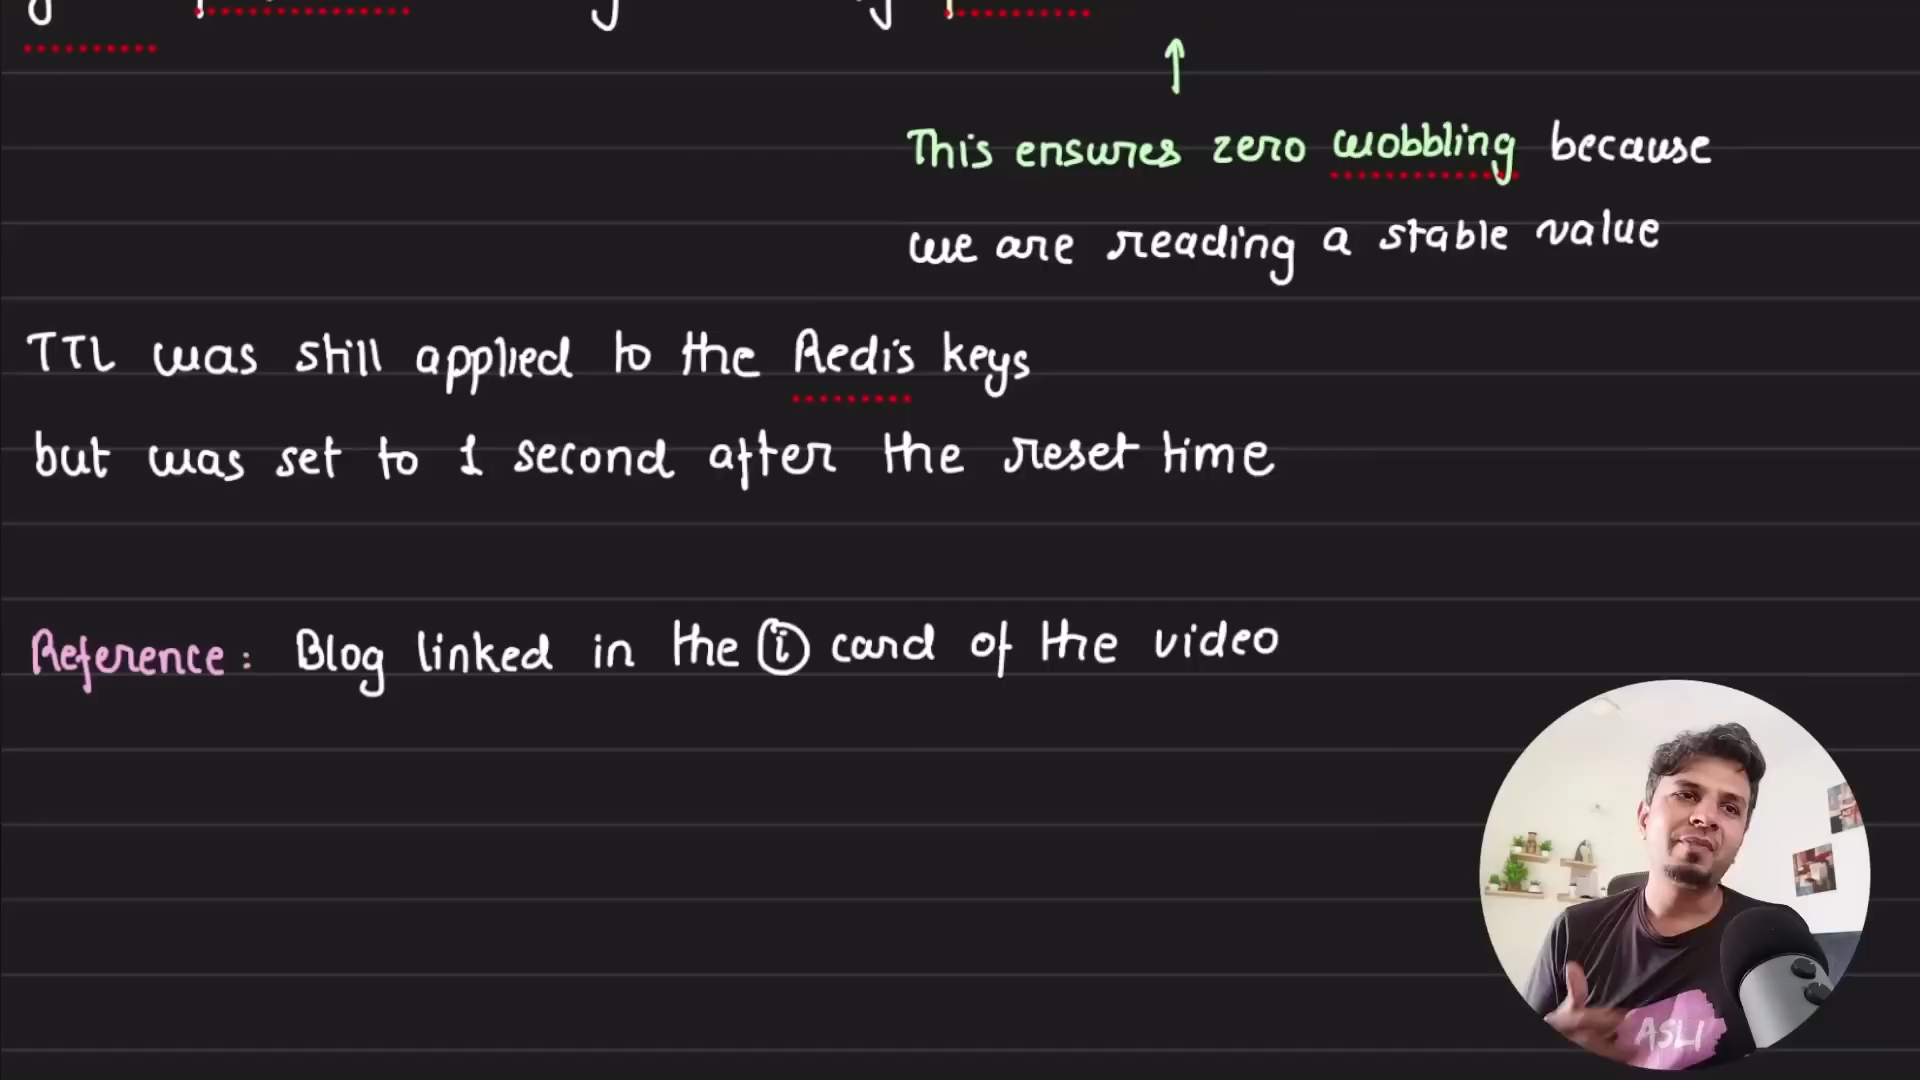 This ensures zero wobbling because
we are reading a stable value
TTL was still applied to the Redis keys
but was set to 1 second after the reset time
Reference: Blog linked in the i card of the video
ASLI